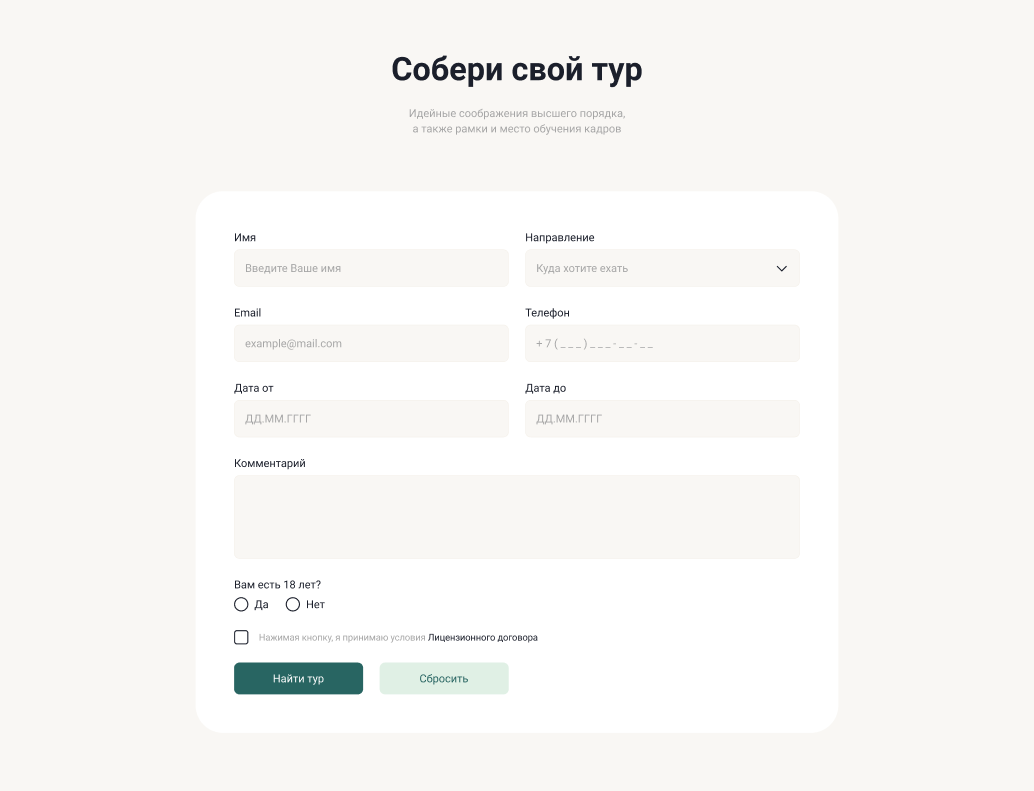 Собери свой тур
Идейные соображения высшего порядка,
а также рамки и место обучения кадров
Имя
Направление
Введите Ваше имя
Куда хотите ехать
Email
Телефон
example@mail.com
+ 7 ( _ _ _ ) _ _ _ - _ _ - _ _
Дата от
Дата до
ДД.ММ.ГГГГ
ДД.ММ.ГГГГ
Комментарий
Вам есть 18 лет?
Да
Нет
Нажимая кнопку, я принимаю условия Лицензионного договора
Найти тур
Сбросить